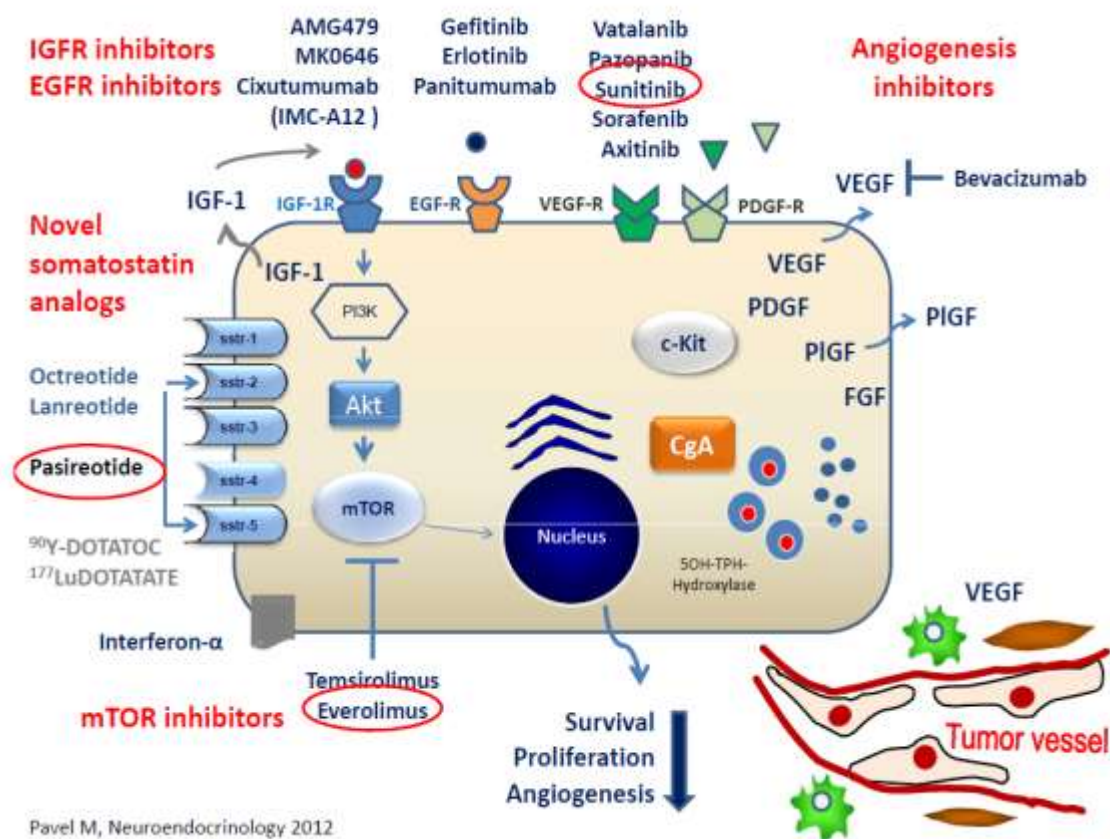 IGFR inhibitors
EGFR inhibitors
AMG479
MK0646
Cixutumumab
(IMC-A12 )
Gefitinib
Erlotinib
Panitumumab
Vatalanib
Pazopanib
Sunitinib
Sorafenib
Axitinib
Angiogenesis
inhibitors
VEGF
Bevacizumab
IGF-1
IGF-1R
EGF-R
VEGF-R
PDGF-R
Novel
somatostatin
analogs
IGF-1
PI3K
Akt
mTOR
VEGF
PDGF
PlGF
PlGF
FGF
c-Kit
CgA
sstr-1
sstr-2
sstr-3
sstr-4
sstr-5
Octreotide
Lanreotide
Pasireotide
⁹⁰Y-DOTATOC
¹⁷⁷LuDOTATATE
Nucleus
5OH-TPH-
Hydroxylase
Interferon-α
Temsirolimus
Everolimus
mTOR inhibitors
Survival
Proliferation
Angiogenesis
VEGF
Tumor vessel
Pavel M, Neuroendocrinology 2012